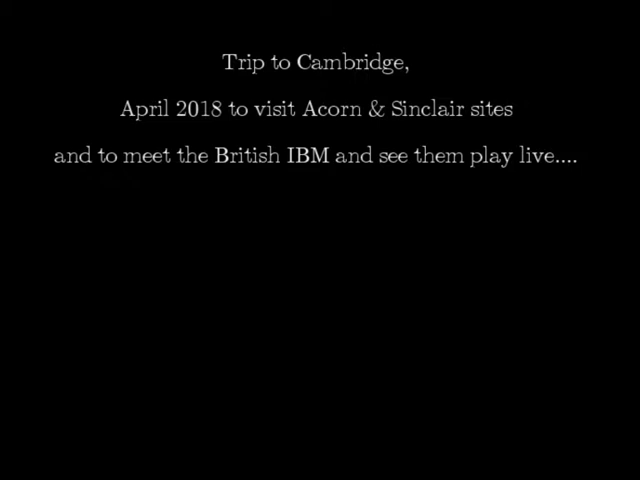 Trip to Cambridge,
April 2018 to visit Acorn & Sinclair sites
and to meet the British IBM and see them play live....